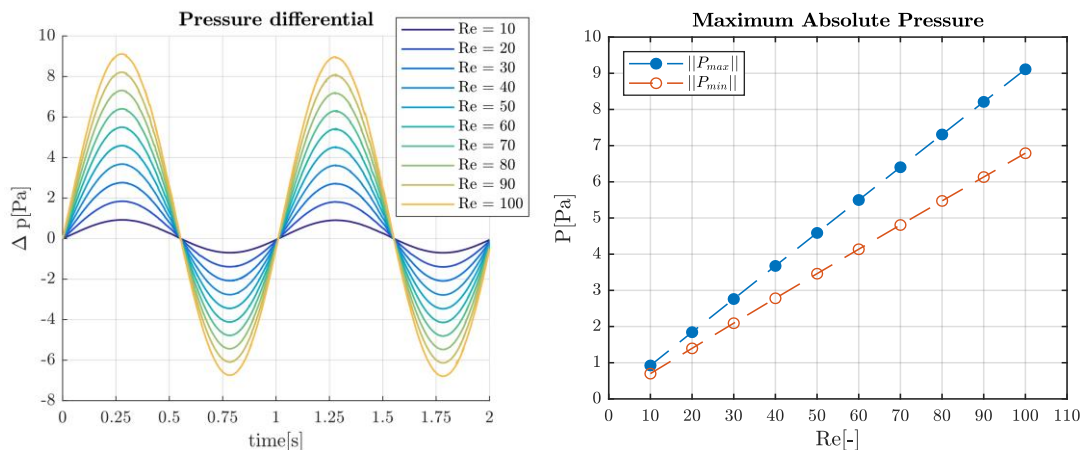 Pressure differential
10
8
6
4
2
0
-2
-4
-6
-8
Δ p[Pa]
0
0.25
0.5
0.75
1
1.25
1.5
1.75
2
time[s]
Re = 10
Re = 20
Re = 30
Re = 40
Re = 50
Re = 60
Re = 70
Re = 80
Re = 90
Re = 100
Maximum Absolute Pressure
10
9
8
7
6
5
4
3
2
1
0
P[Pa]
||P_max||
||P_min||
0
10
20
30
40
50
60
70
80
90
100
110
Re[-]